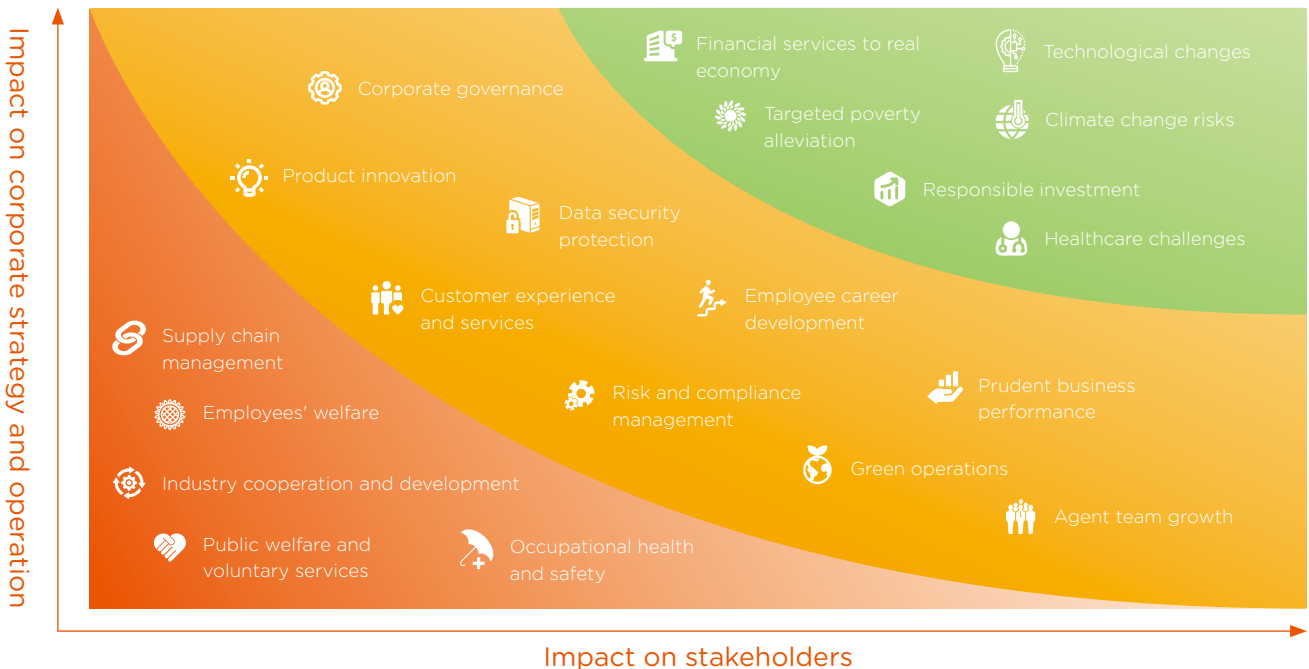 Impact on corporate strategy and operation
Financial services to real
economy
Technological changes
Corporate governance
Targeted poverty
alleviation
Climate change risks
Product innovation
Responsible investment
Data security
protection
Healthcare challenges
Customer experience
and services
Employee career
development
Supply chain
management
Employees' welfare
Risk and compliance
management
Prudent business
performance
Industry cooperation and development
Green operations
Agent team growth
Public welfare and
voluntary services
Occupational health
and safety
Impact on stakeholders